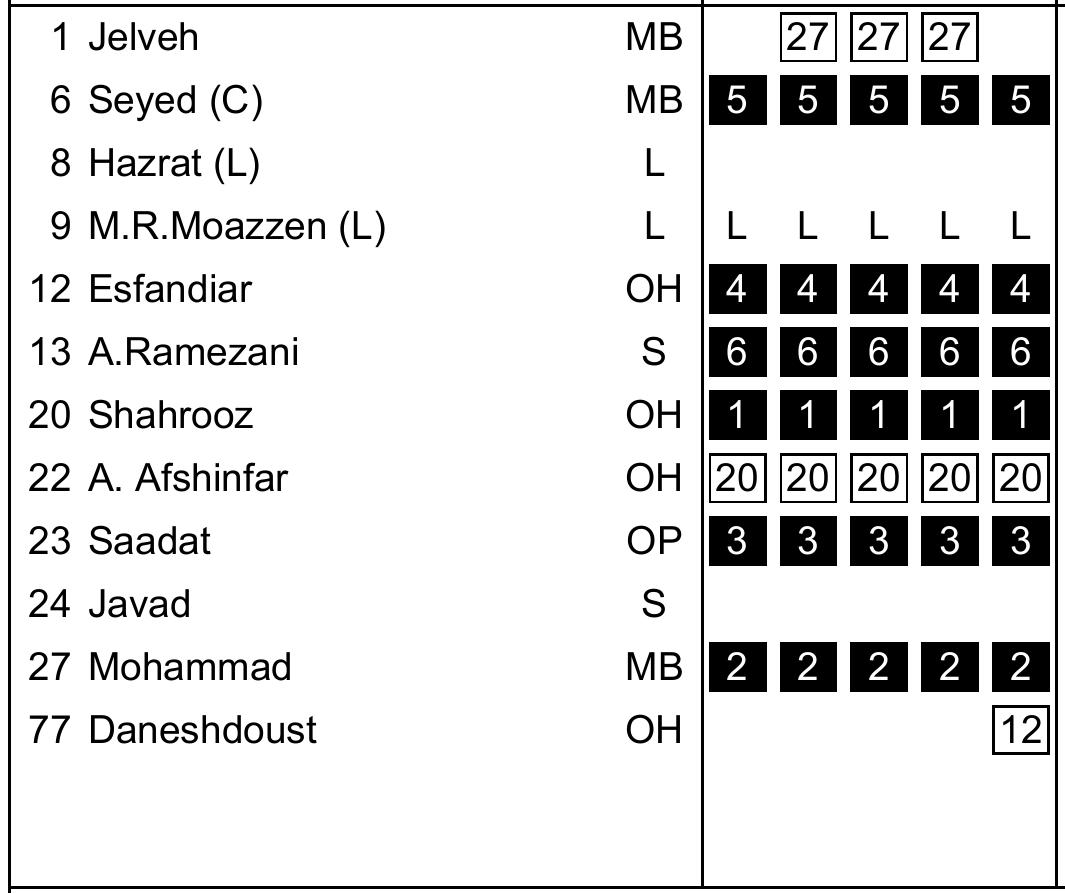 1 Jelveh MB 27 27 27
6 Seyed (C) MB 5 5 5 5 5
8 Hazrat (L) L
9 M.R.Moazzen (L) L L L L L L
12 Esfandiar OH 4 4 4 4 4
13 A.Ramezani S 6 6 6 6 6
20 Shahrooz OH 1 1 1 1 1
22 A. Afshinfar OH 20 20 20 20 20
23 Saadat OP 3 3 3 3 3
24 Javad S
27 Mohammad MB 2 2 2 2 2
77 Daneshdoust OH 12